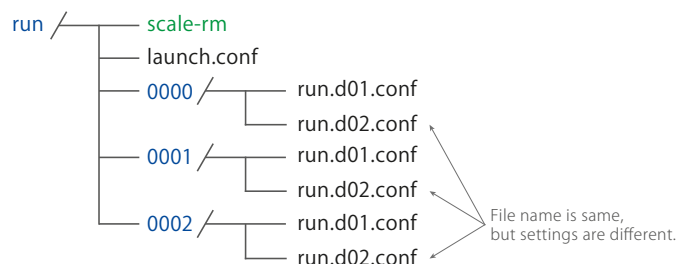 run
scale-rm
launch.conf
0000
run.d01.conf
run.d02.conf
0001
run.d01.conf
run.d02.conf
0002
run.d01.conf
run.d02.conf
File name is same,
but settings are different.